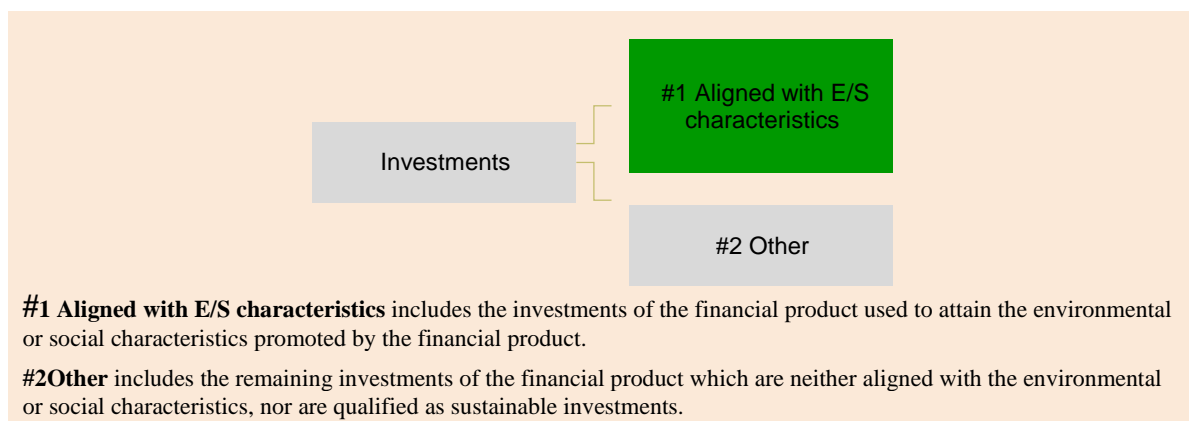 #1 Aligned with E/S
characteristics
Investments
#2 Other
#1 Aligned with E/S characteristics includes the investments of the financial product used to attain the environmental
or social characteristics promoted by the financial product.
#2Other includes the remaining investments of the financial product which are neither aligned with the environmental
or social characteristics, nor are qualified as sustainable investments.